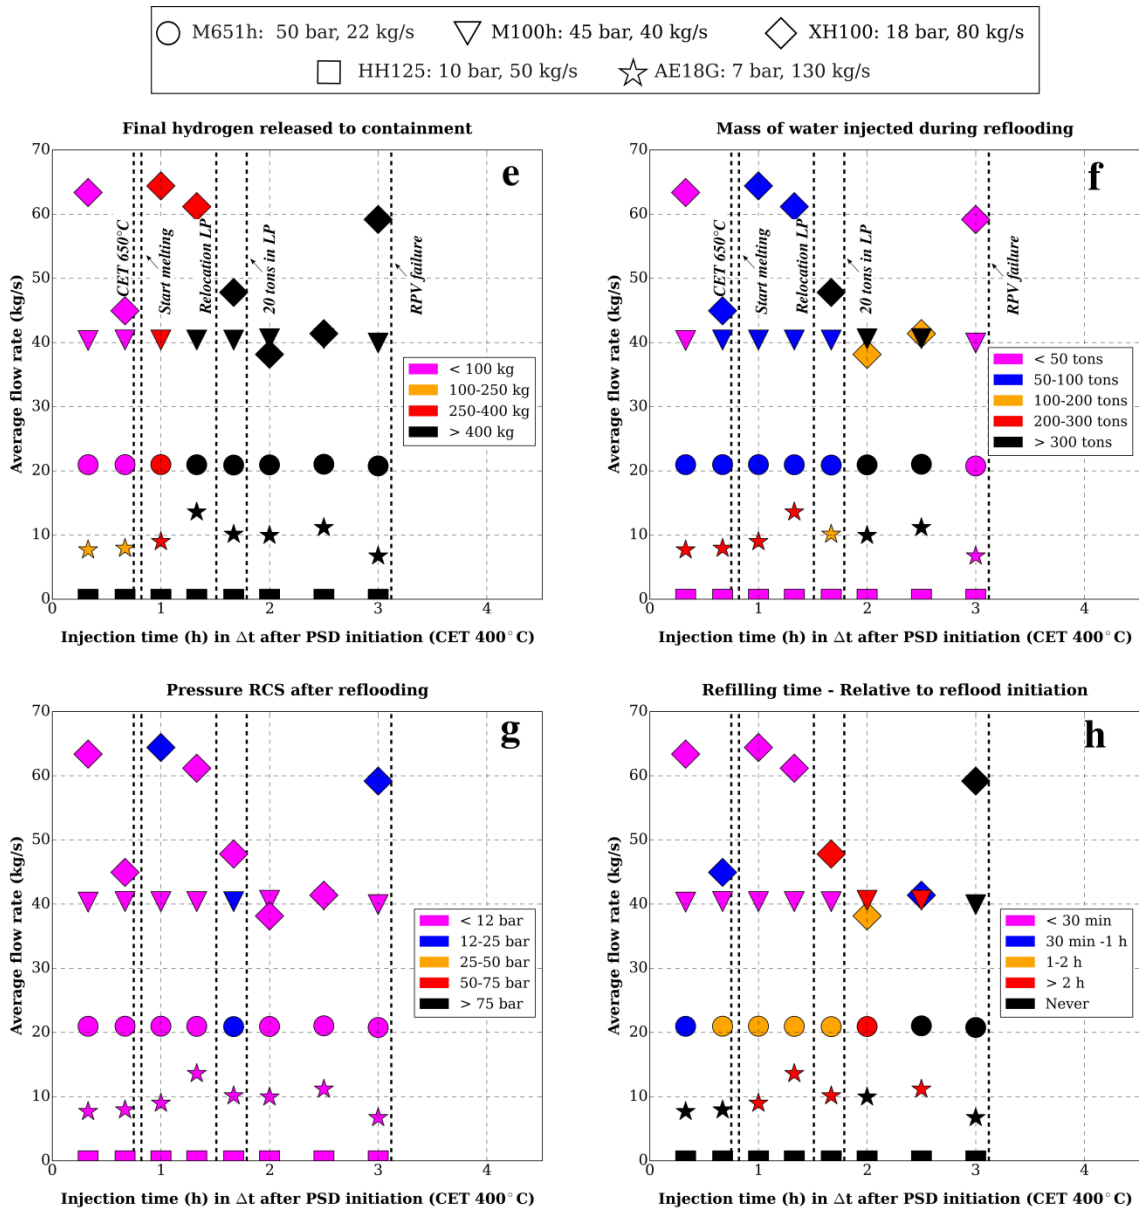 M651h: 50 bar, 22 kg/s M100h: 45 bar, 40 kg/s XH100: 18 bar, 80 kg/s
HH125: 10 bar, 50 kg/s AE18G: 7 bar, 130 kg/s
Final hydrogen released to containment
e
Average flow rate (kg/s)
70
60
50
40
30
20
10
0
CET 650°C
Start melting
Relocation LP
20 tons in LP
RPV failure
< 100 kg
100-250 kg
250-400 kg
> 400 kg
0 1 2 3 4
Injection time (h) in Δt after PSD initiation (CET 400°C)
Mass of water injected during reflooding
f
Average flow rate (kg/s)
70
60
50
40
30
20
10
0
CET 650°C
Start melting
Relocation LP
20 tons in LP
RPV failure
< 50 tons
50-100 tons
100-200 tons
200-300 tons
> 300 tons
0 1 2 3 4
Injection time (h) in Δt after PSD initiation (CET 400°C)
Pressure RCS after reflooding
g
Average flow rate (kg/s)
70
60
50
40
30
20
10
0
< 12 bar
12-25 bar
25-50 bar
50-75 bar
> 75 bar
0 1 2 3 4
Injection time (h) in Δt after PSD initiation (CET 400°C)
Refilling time - Relative to reflood initiation
h
Average flow rate (kg/s)
70
60
50
40
30
20
10
0
< 30 min
30 min -1 h
1-2 h
> 2 h
Never
0 1 2 3 4
Injection time (h) in Δt after PSD initiation (CET 400°C)